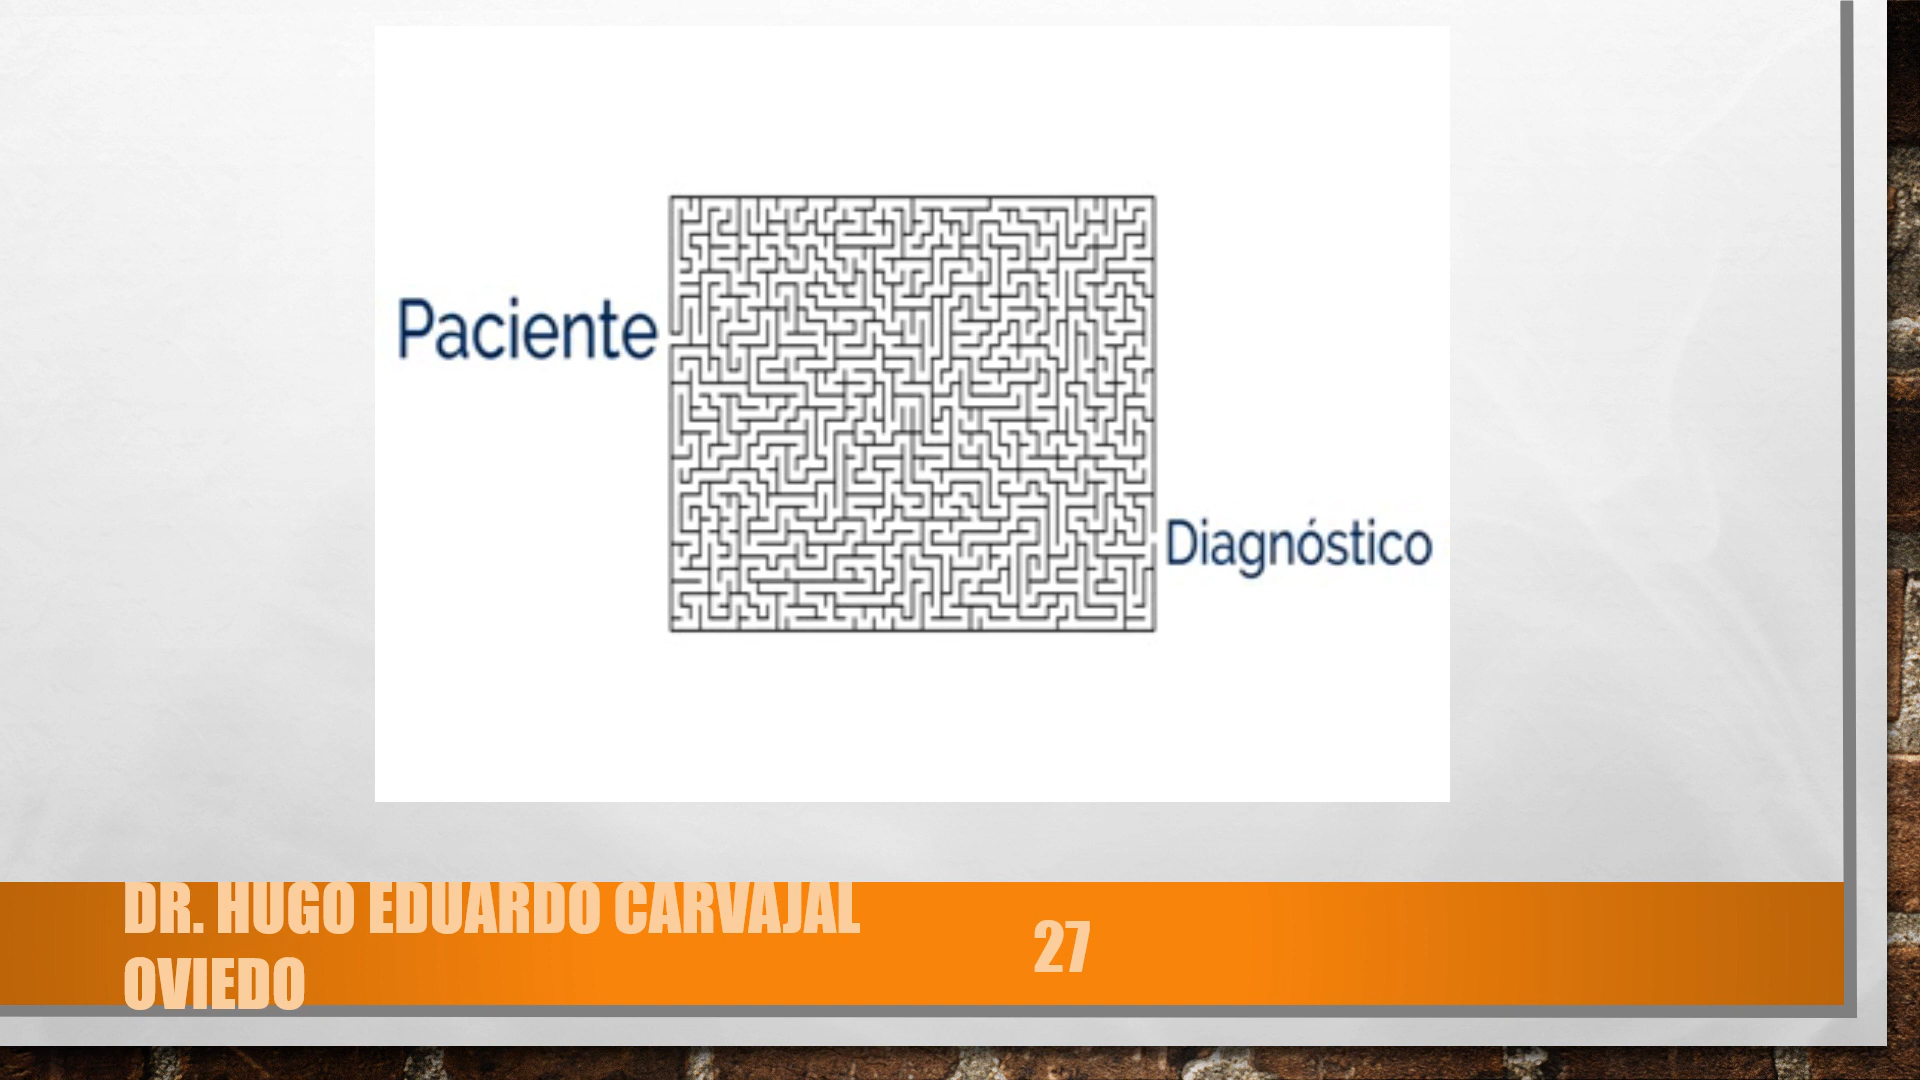 Paciente
Diagnóstico
DR. HUGO EDUARDO CARVAJAL
OVIEDO
27